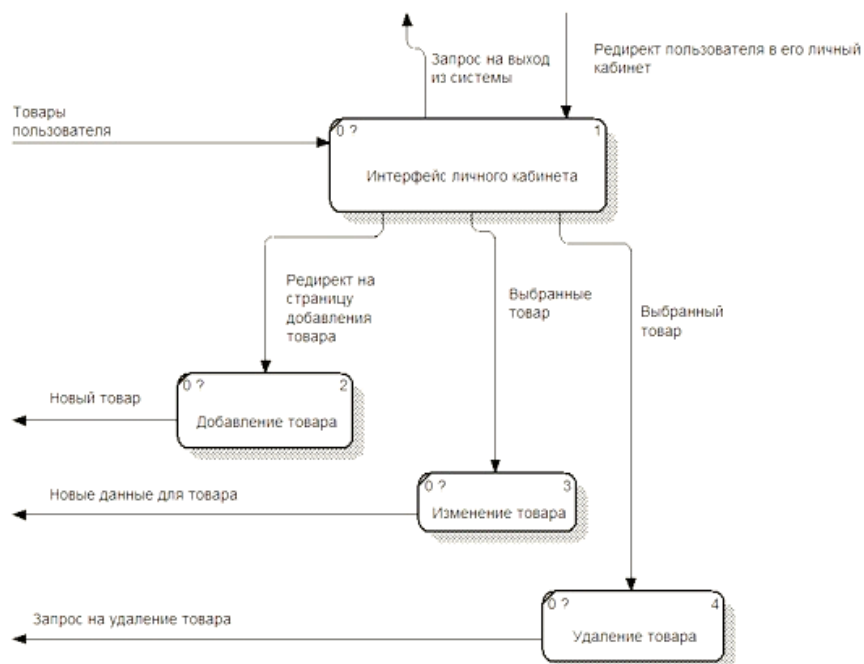 Запрос на выход
из системы
Редирект пользователя в его личный
кабинет
Товары
пользователя
0 ?
1
Интерфейс личного кабинета
Редирект на
страницу
добавления
товара
Выбранные
товар
Выбранный
товар
0 ?
2
Новый товар
Добавление товара
0 ?
3
Новые данные для товара
Изменение товара
0 ?
4
Запрос на удаление товара
Удаление товара